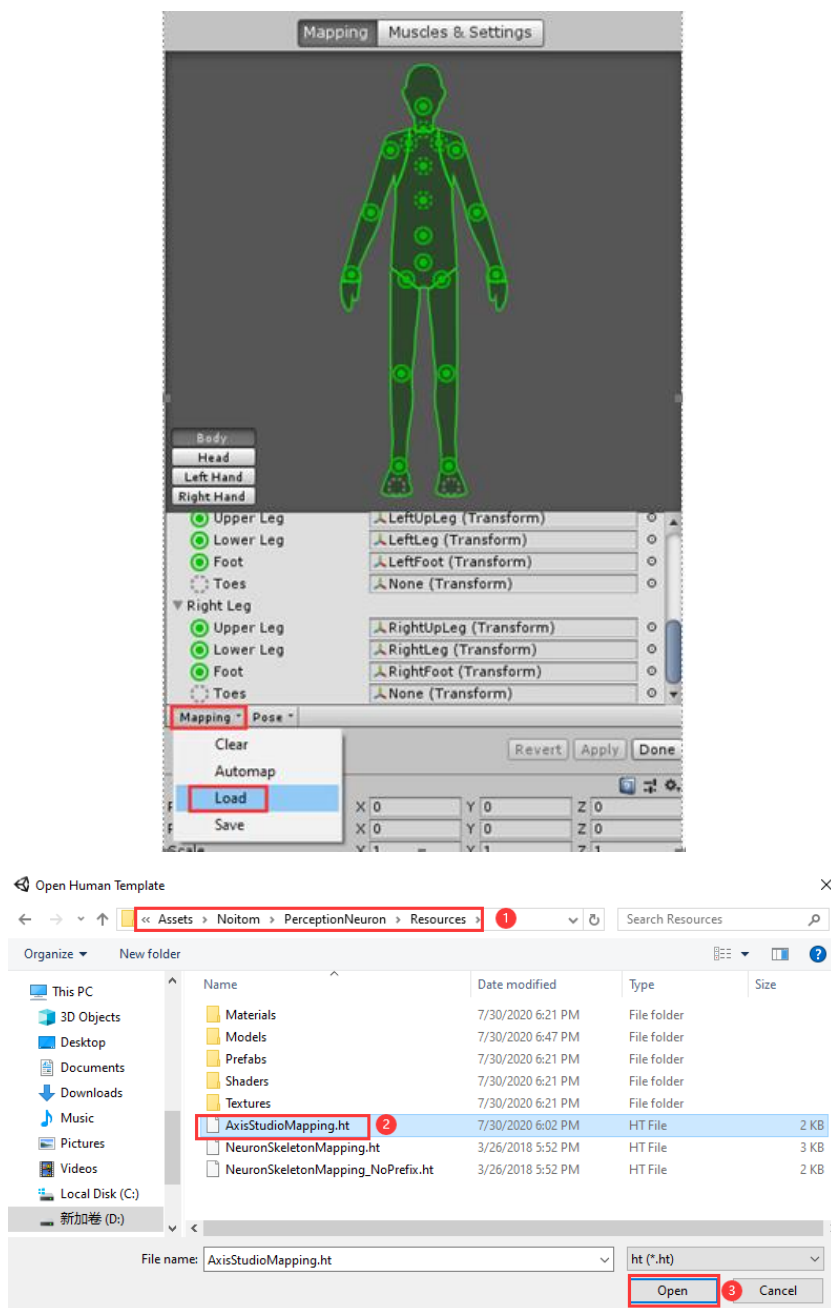 Mapping Muscles & Settings
Body
Head
Left Hand
Right Hand
Upper Leg LeftUpLeg (Transform)
Lower Leg LeftLeg (Transform)
Foot LeftFoot (Transform)
Toes None (Transform)
Right Leg
Upper Leg RightUpLeg (Transform)
Lower Leg RightLeg (Transform)
Foot RightFoot (Transform)
Toes None (Transform)
Mapping Pose
Clear
Revert Apply Done
Automap
Load
X 0 Y 0 Z 0
Save
X 0 Y 0 Z 0
Scale X 1 Y 1 Z 1
Open Human Template
« Assets > Noitom > PerceptionNeuron > Resources > 1 Search Resources
Organize New folder
Name Date modified Type Size
This PC
3D Objects
Desktop
Documents
Downloads
Music
Pictures
Videos
Local Disk (C:)
新加卷 (D:)
Materials 7/30/2020 6:21 PM File folder
Models 7/30/2020 6:47 PM File folder
Prefabs 7/30/2020 6:21 PM File folder
Shaders 7/30/2020 6:21 PM File folder
Textures 7/30/2020 6:21 PM File folder
AxisStudioMapping.ht 2 7/30/2020 6:02 PM HT File 2 KB
NeuronSkeletonMapping.ht 3/26/2018 5:52 PM HT File 3 KB
NeuronSkeletonMapping_NoPrefix.ht 3/26/2018 5:52 PM HT File 2 KB
File name: AxisStudioMapping.ht ht (*.ht)
Open 3 Cancel